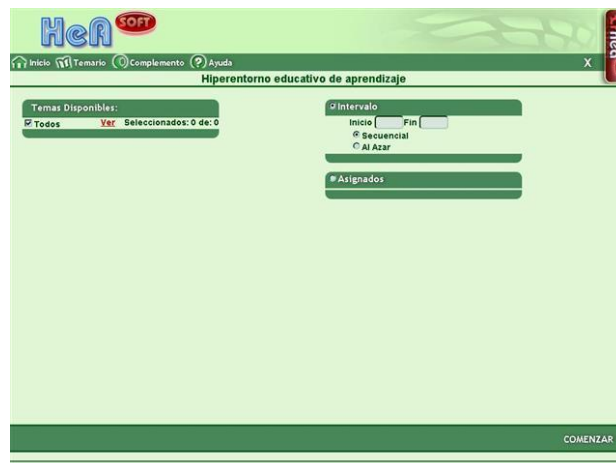 HeA SOFT
Inicio Temario Complemento Ayuda X
Hiperentorno educativo de aprendizaje
Temas Disponibles:
Todos Ver Seleccionados: 0 de: 0
Intervalo
Inicio Fin
Secuencial
Al Azar
Asignados
COMENZAR